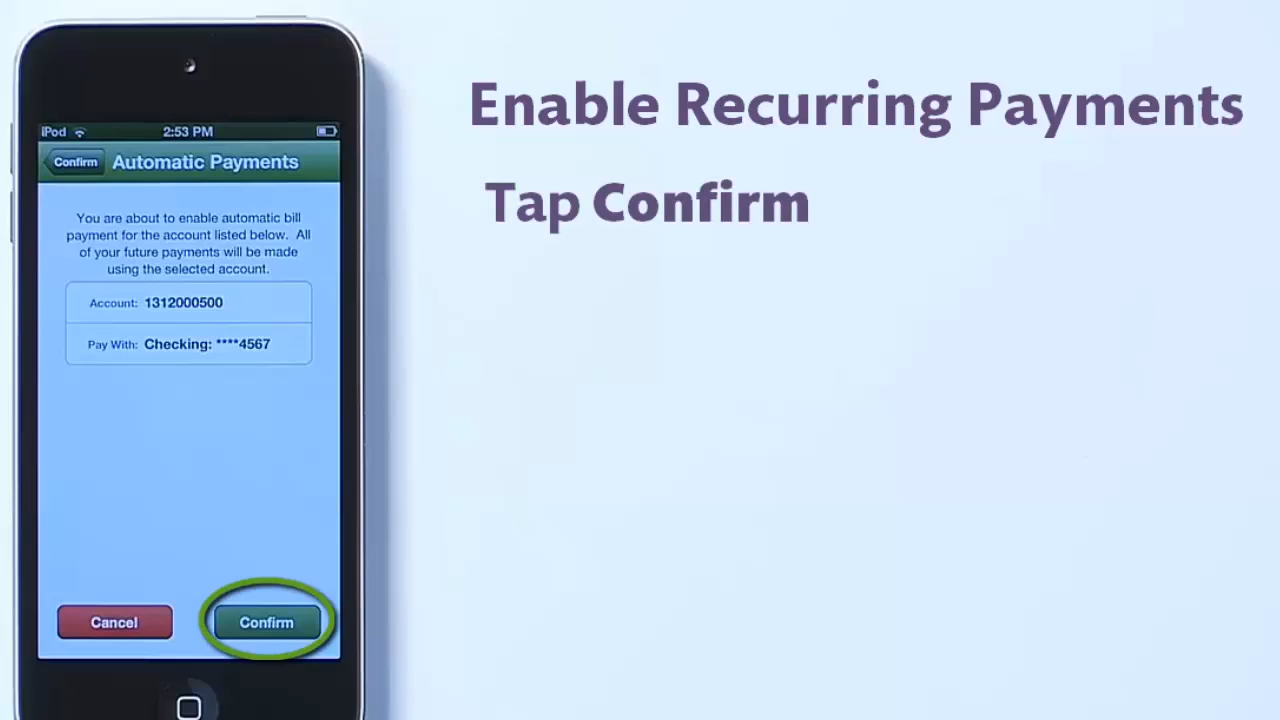 Enable Recurring Payments
Tap Confirm
iPod 2:53 PM
Confirm Automatic Payments
You are about to enable automatic bill
payment for the account listed below. All
of your future payments will be made
using the selected account.
Account: 1312000500
Pay With: Checking: ****4567
Cancel Confirm